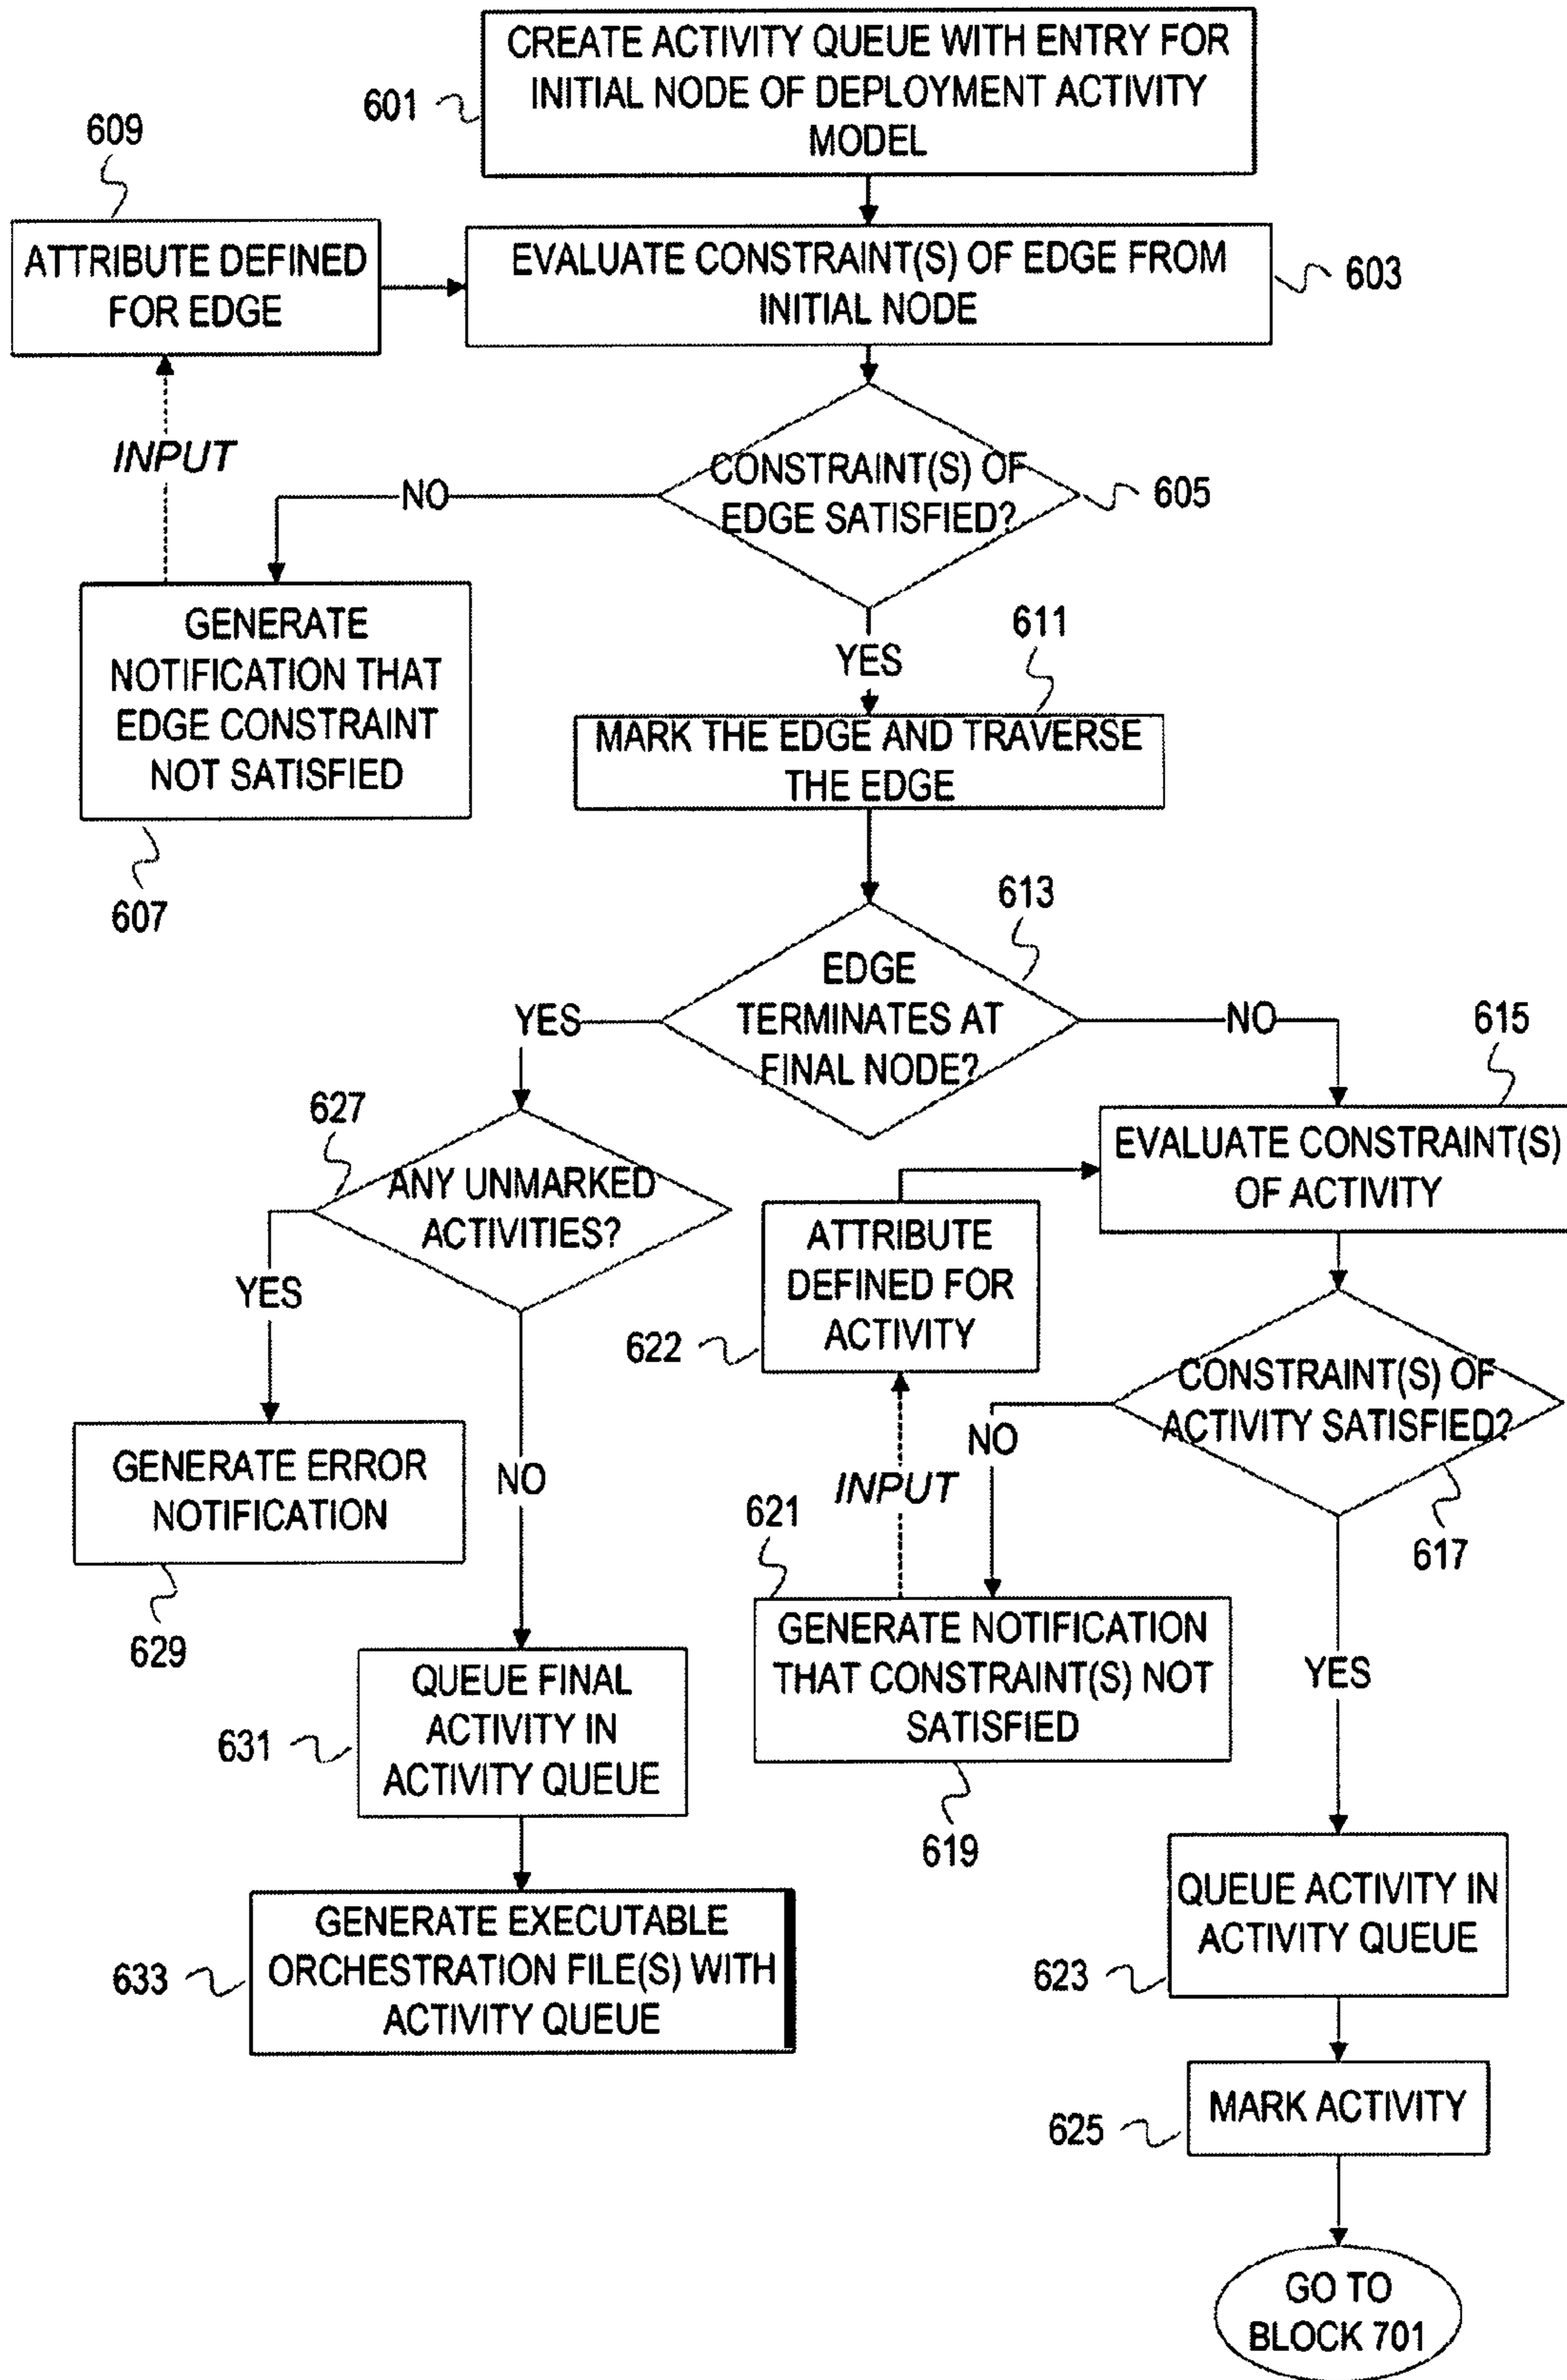 CREATE ACTIVITY QUEUE WITH ENTRY FOR
INITIAL NODE OF DEPLOYMENT ACTIVITY
MODEL
601
609
ATTRIBUTE DEFINED
FOR EDGE
EVALUATE CONSTRAINT(S) OF EDGE FROM
INITIAL NODE
603
INPUT
CONSTRAINT(S) OF
EDGE SATISFIED?
605
NO
YES
GENERATE
NOTIFICATION THAT
EDGE CONSTRAINT
NOT SATISFIED
607
611
MARK THE EDGE AND TRAVERSE
THE EDGE
613
EDGE
TERMINATES AT
FINAL NODE?
YES
NO
615
627
ANY UNMARKED
ACTIVITIES?
YES
NO
EVALUATE CONSTRAINT(S)
OF ACTIVITY
ATTRIBUTE
DEFINED FOR
ACTIVITY
622
CONSTRAINT(S) OF
ACTIVITY SATISFIED?
617
NO
INPUT
621
GENERATE ERROR
NOTIFICATION
629
GENERATE NOTIFICATION
THAT CONSTRAINT(S) NOT
SATISFIED
619
YES
QUEUE FINAL
ACTIVITY IN
ACTIVITY QUEUE
631
GENERATE EXECUTABLE
ORCHESTRATION FILE(S) WITH
ACTIVITY QUEUE
633
QUEUE ACTIVITY IN
ACTIVITY QUEUE
623
MARK ACTIVITY
625
GO TO
BLOCK 701